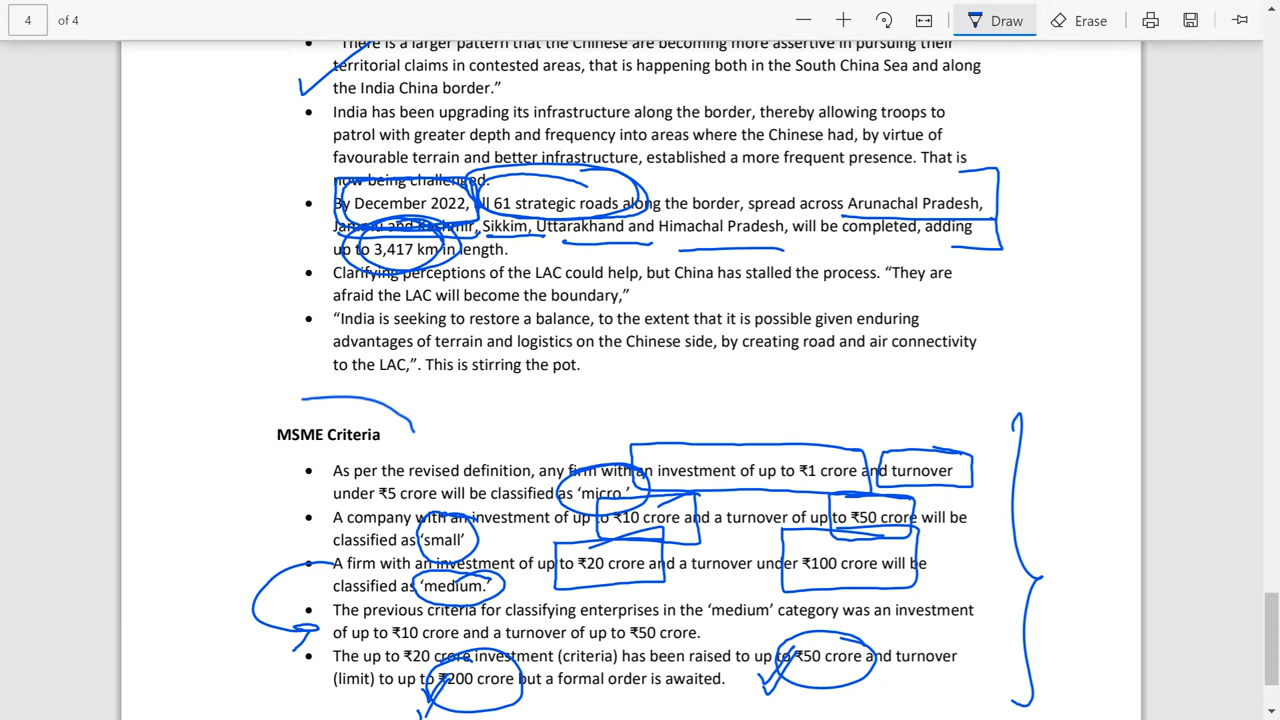 4 of 4
Draw
Erase
"There is a larger pattern that the Chinese are becoming more assertive in pursuing their
territorial claims in contested areas, that is happening both in the South China Sea and along
the India China border.”
• India has been upgrading its infrastructure along the border, thereby allowing troops to
patrol with greater depth and frequency into areas where the Chinese had, by virtue of
favourable terrain and better infrastructure, established a more frequent presence. That is
now being challenged.
• By December 2022, all 61 strategic roads along the border, spread across Arunachal Pradesh,
Jammu and Kashmir, Sikkim, Uttarakhand and Himachal Pradesh, will be completed, adding
up to 3,417 km in length.
• Clarifying perceptions of the LAC could help, but China has stalled the process. “They are
afraid the LAC will become the boundary,”
• “India is seeking to restore a balance, to the extent that it is possible given enduring
advantages of terrain and logistics on the Chinese side, by creating road and air connectivity
to the LAC,”. This is stirring the pot.
MSME Criteria
• As per the revised definition, any firm with an investment of up to ₹1 crore and turnover
under ₹5 crore will be classified as ‘micro.’
• A company with an investment of up to ₹10 crore and a turnover of up to ₹50 crore will be
classified as ‘small’
• A firm with an investment of up to ₹20 crore and a turnover under ₹100 crore will be
classified as ‘medium.’
• The previous criteria for classifying enterprises in the ‘medium’ category was an investment
of up to ₹10 crore and a turnover of up to ₹50 crore.
• The up to ₹20 crore investment (criteria) has been raised to up to ₹50 crore and turnover
(limit) to up to ₹200 crore but a formal order is awaited.